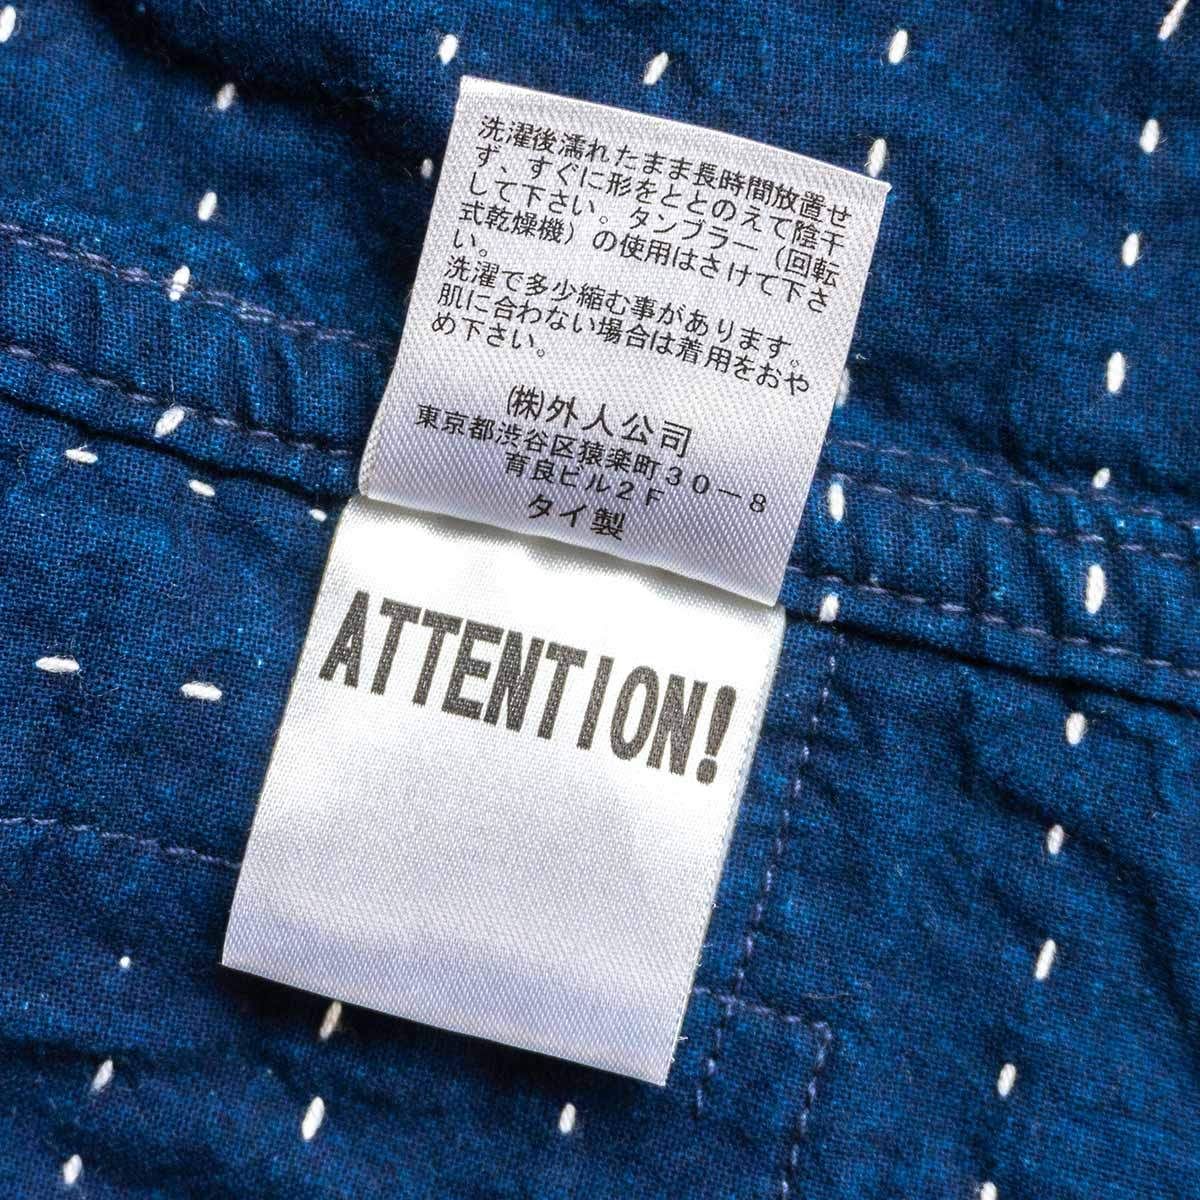 洗濯後濡れたまま長時間放置せ
ず、すぐに形をととのえて陰干
して下さい。タンブラー（回転
式乾燥機）の使用はさけて下さ
い。
洗濯で多少縮む事があります。
肌に合わない場合は着用をおや
め下さい。
㈱外人公司
東京都渋谷区猿楽町３０－８
育良ビル２Ｆ
タイ製
ATTENTION!